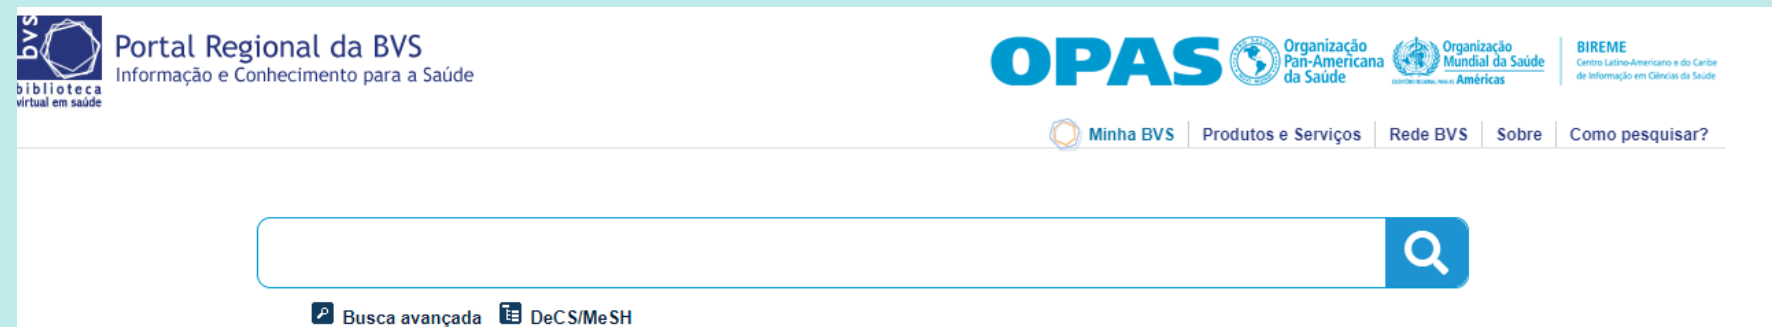 bvs
biblioteca
virtual em saúde
Portal Regional da BVS
Informação e Conhecimento para a Saúde
OPAS
Organização
Pan-Americana
da Saúde
Organização
Mundial da Saúde
Américas
BIREME
Centro Latino-Americano e do Caribe
de Informação em Ciências da Saúde
Minha BVS
Produtos e Serviços
Rede BVS
Sobre
Como pesquisar?
Busca avançada
DeCS/MeSH